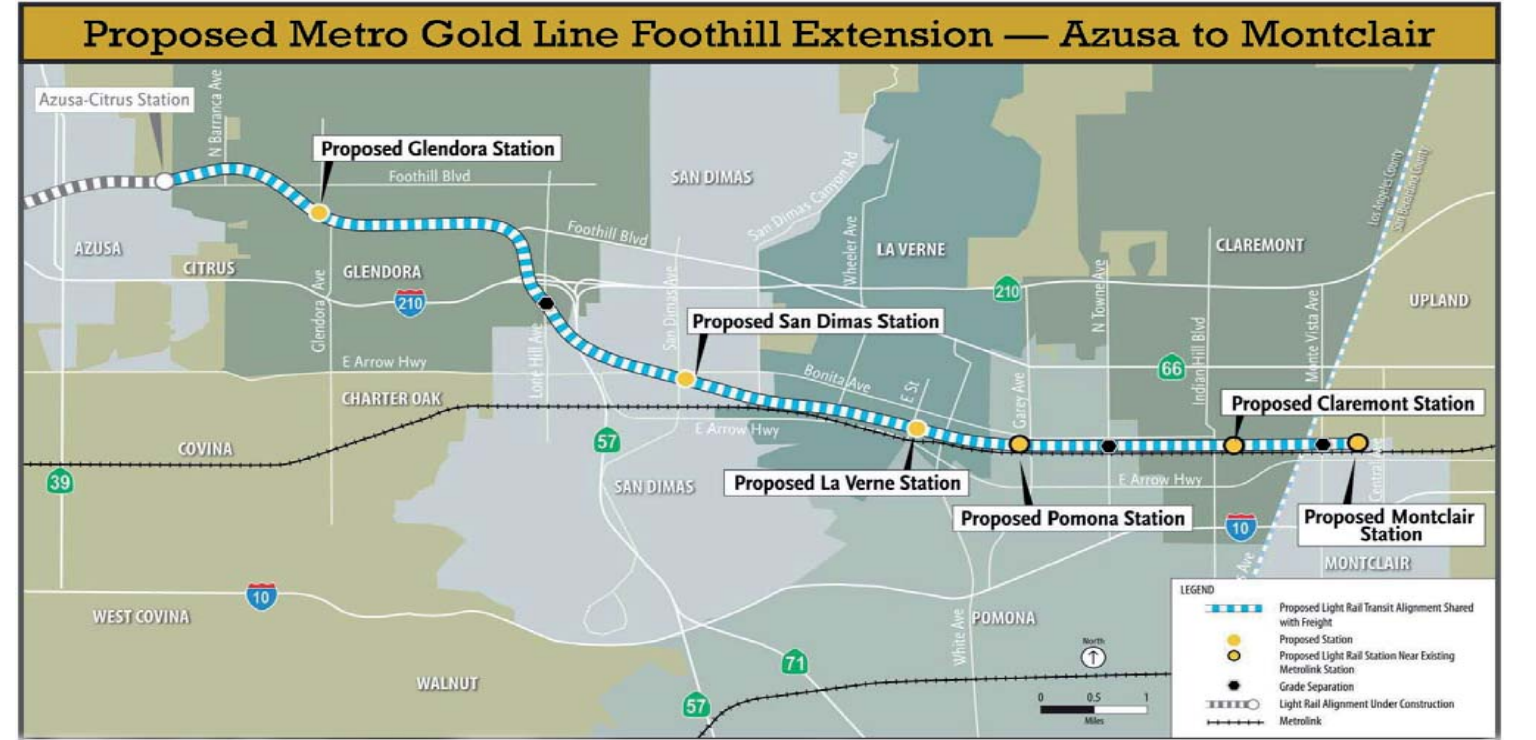 Proposed Metro Gold Line Foothill Extension — Azusa to Montclair
Azusa-Citrus Station
N Barranca Ave
Proposed Glendora Station
Foothill Blvd
SAN DIMAS
San Dimas Canyon Rd
Los Angeles County
San Bernardino County
AZUSA
CITRUS
GLENDORA
Foothill Blvd
Wheeler Ave
LA VERNE
CLAREMONT
210
Glendora Ave
San Dimas Ave
210
N Towne Ave
UPLAND
Proposed San Dimas Station
Lone Hill Ave
E Arrow Hwy
Bonita Ave
E St
Garey Ave
66
Indian Hill Blvd
Monte Vista Ave
CHARTER OAK
Proposed Claremont Station
COVINA
57
E Arrow Hwy
Central Ave
39
SAN DIMAS
Proposed La Verne Station
E Arrow Hwy
Proposed Pomona Station
10
Proposed Montclair
Station
MONTCLAIR
Ave
10
WEST COVINA
White Ave
POMONA
71
WALNUT
57
North
0 0.5 1
Miles
LEGEND
Proposed Light Rail Transit Alignment Shared
with Freight
Proposed Station
Proposed Light Rail Station Near Existing
Metrolink Station
Grade Separation
Light Rail Alignment Under Construction
Metrolink